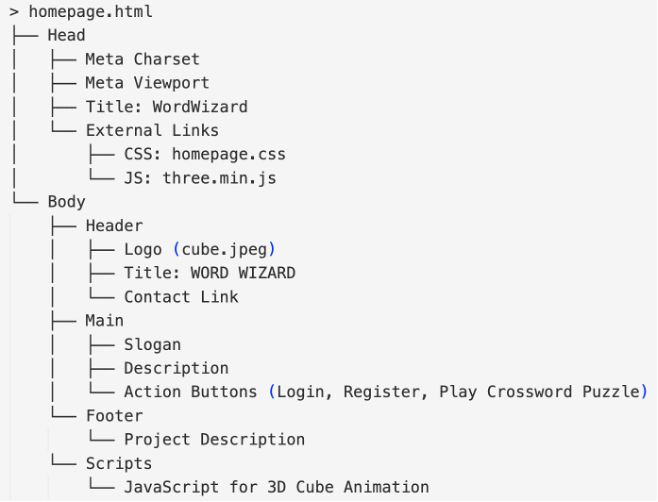 > homepage.html
├── Head
│   ├── Meta Charset
│   ├── Meta Viewport
│   ├── Title: WordWizard
│   └── External Links
│       ├── CSS: homepage.css
│       └── JS: three.min.js
└── Body
    ├── Header
    │   ├── Logo (cube.jpeg)
    │   ├── Title: WORD WIZARD
    │   └── Contact Link
    ├── Main
    │   ├── Slogan
    │   ├── Description
    │   └── Action Buttons (Login, Register, Play Crossword Puzzle)
    └── Footer
    │   └── Project Description
    └── Scripts
        └── JavaScript for 3D Cube Animation